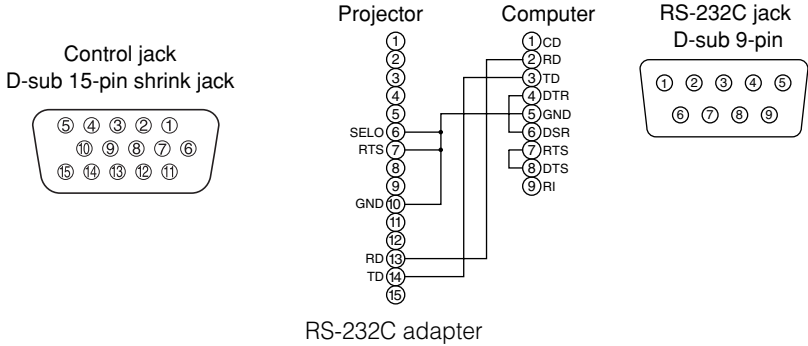 Control jack
D-sub 15-pin shrink jack
5 4 3 2 1
10 9 8 7 6
15 14 13 12 11
Projector
1
2
3
4
5
SELO 6
RTS 7
8
9
GND 10
11
12
RD 13
TD 14
15
Computer
1 CD
2 RD
3 TD
4 DTR
5 GND
6 DSR
7 RTS
8 DTS
9 RI
RS-232C jack
D-sub 9-pin
1 2 3 4 5
6 7 8 9
RS-232C adapter